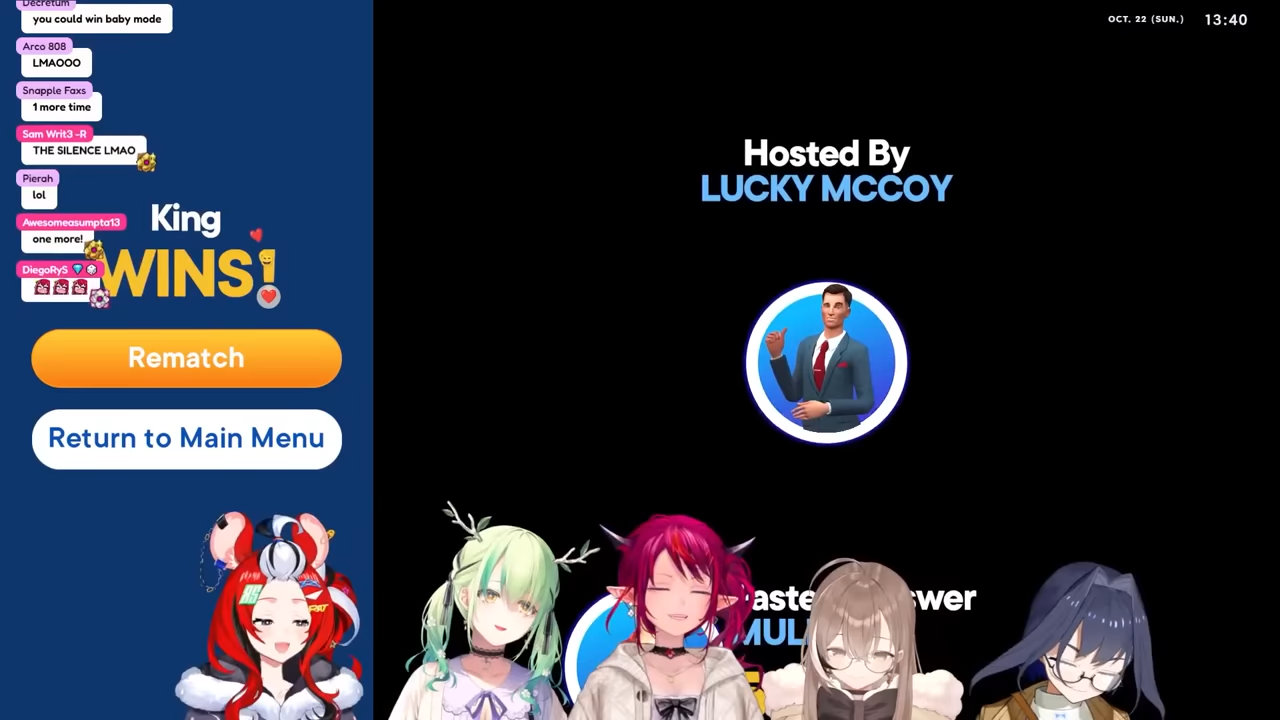 Decretum
you could win baby mode
Arco 808
LMAOOO
Snapple Faxs
1 more time
Sam Writ3 -R
THE SILENCE LMAO
Pierah
lol
Awesomeasumpta13
one more!
DiegoRyS
King
WINS!
Rematch
Return to Main Menu
OCT. 22 (SUN.) 13:40
Hosted By
LUCKY MCCOY